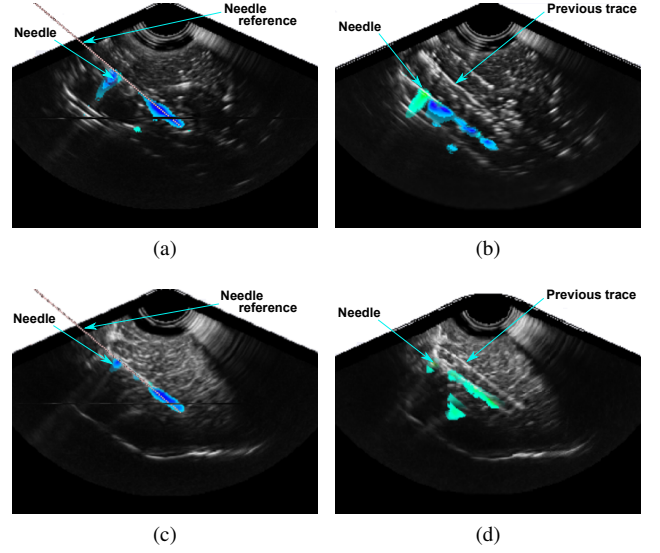 Needle
reference
Needle
Needle
Previous trace
(a)
(b)
Needle
reference
Needle
Needle
Previous trace
(c)
(d)